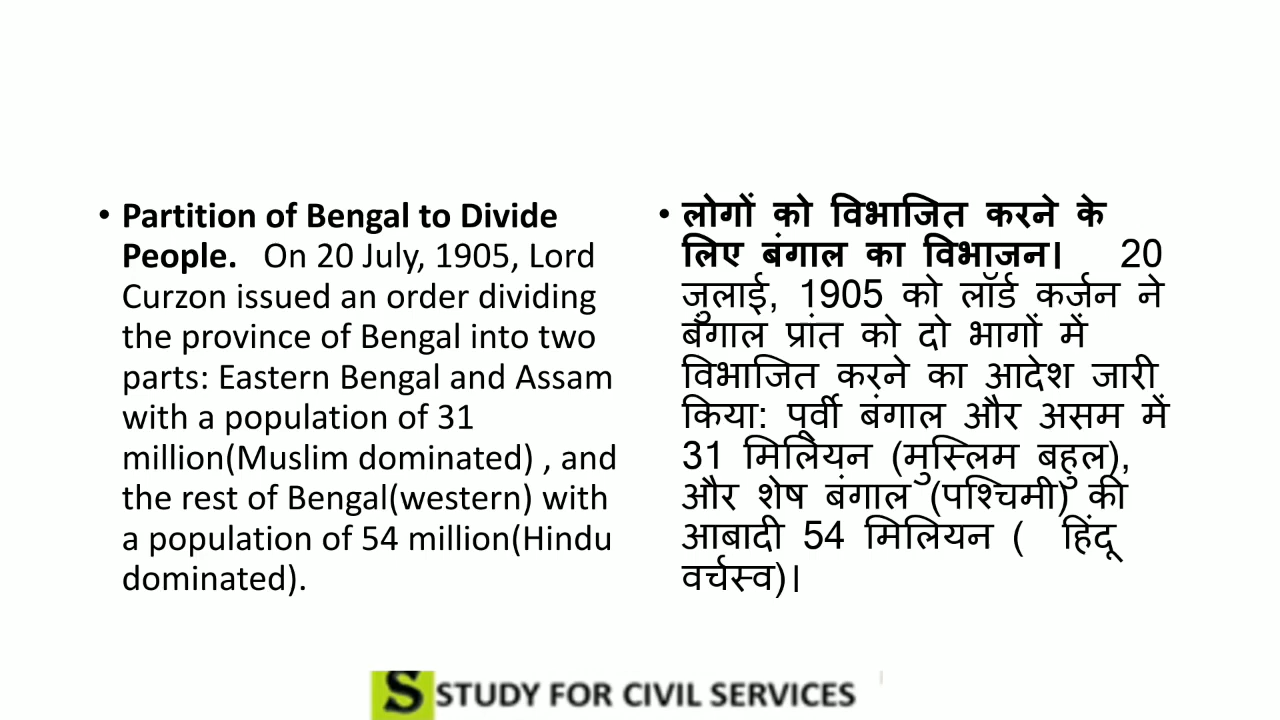 • Partition of Bengal to Divide
People. On 20 July, 1905, Lord
Curzon issued an order dividing
the province of Bengal into two
parts: Eastern Bengal and Assam
with a population of 31
million(Muslim dominated) , and
the rest of Bengal(western) with
a population of 54 million(Hindu
dominated).
• लोगों को विभाजित करने के
लिए बंगाल का विभाजन। 20
जुलाई, 1905 को लॉर्ड कर्जन ने
बंगाल प्रांत को दो भागों में
विभाजित करने का आदेश जारी
किया: पूर्वी बंगाल और असम में
31 मिलियन (मुस्लिम बहुल),
और शेष बंगाल (पश्चिमी) की
आबादी 54 मिलियन ( हिंदू
वर्चस्व)।
S STUDY FOR CIVIL SERVICES